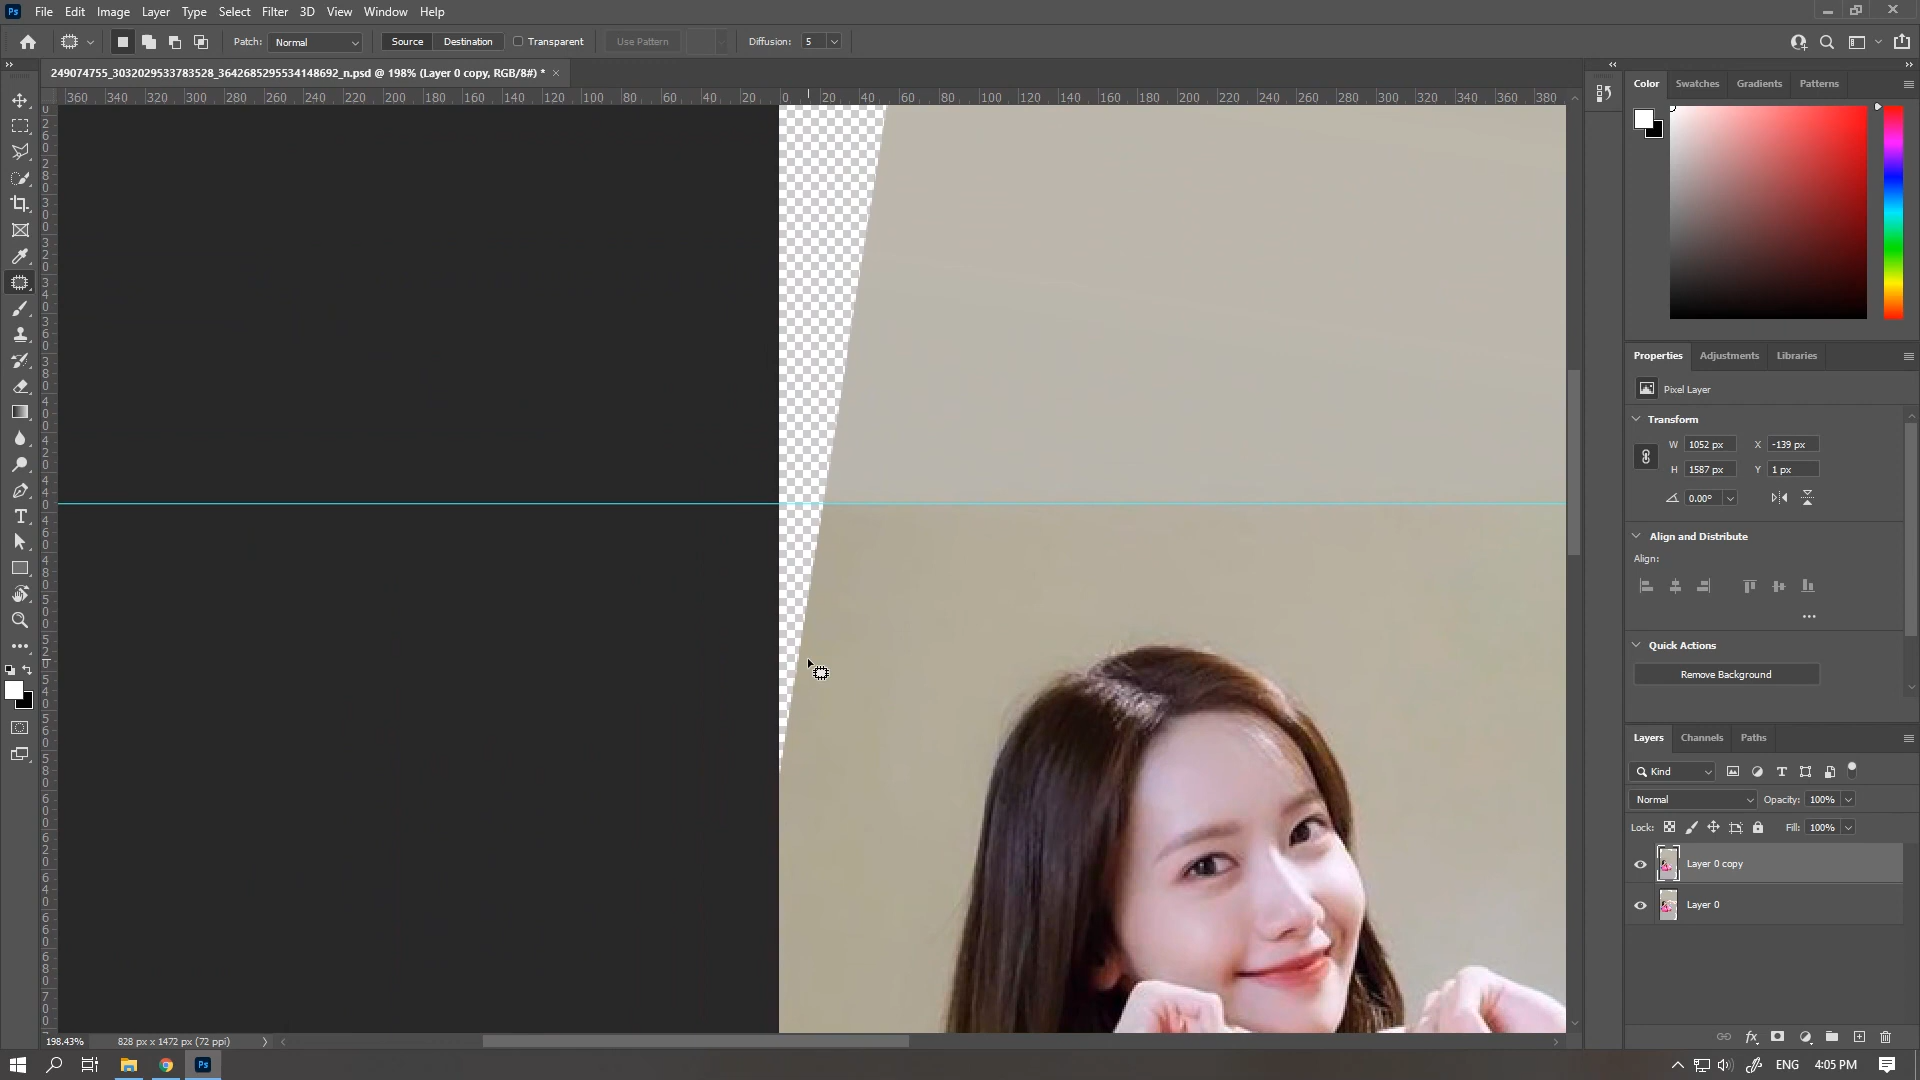 Ps File Edit Image Layer Type Select Filter 3D View Window Help
Patch: Normal Source Destination Transparent Use Pattern Diffusion: 5
249074755_3032029533783528_3642685295534148692_n.psd @ 198% (Layer 0 copy, RGB/8#) *
360 340 320 300 280 260 240 220 200 180 160 140 120 100 80 60 40 20 0 20 40 60 80 100 120 140 160 180 200 220 240 260 280 300 320 340 360 380
Color Swatches Gradients Patterns
Properties Adjustments Libraries
Pixel Layer
Transform
W 1052 px X -139 px
H 1587 px Y 1 px
0.00°
Align and Distribute
Align:
Quick Actions
Remove Background
Layers Channels Paths
Kind
Normal Opacity: 100%
Lock: Fill: 100%
Layer 0 copy
Layer 0
198.43% 828 px x 1472 px (72 ppi)
Ps ENG 4:05 PM